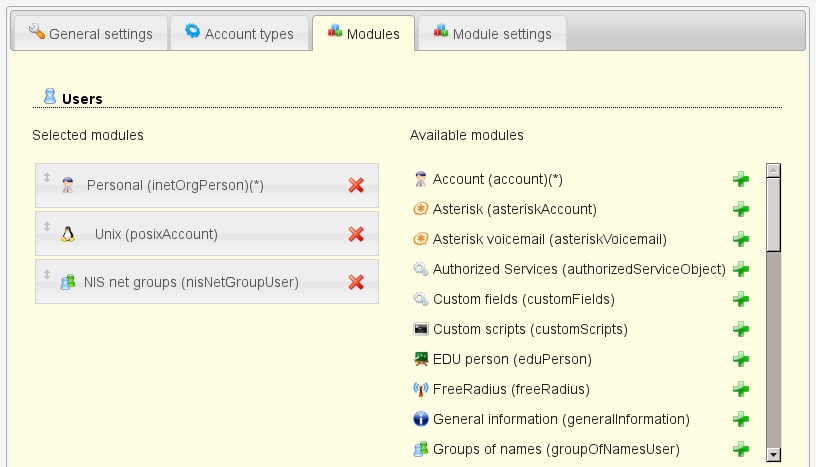 General settings
Account types
Modules
Module settings
Users
Selected modules
Personal (inetOrgPerson)(*)
Unix (posixAccount)
NIS net groups (nisNetGroupUser)
Available modules
Account (account)(*)
Asterisk (asteriskAccount)
Asterisk voicemail (asteriskVoicemail)
Authorized Services (authorizedServiceObject)
Custom fields (customFields)
Custom scripts (customScripts)
EDU person (eduPerson)
FreeRadius (freeRadius)
General information (generalInformation)
Groups of names (groupOfNamesUser)